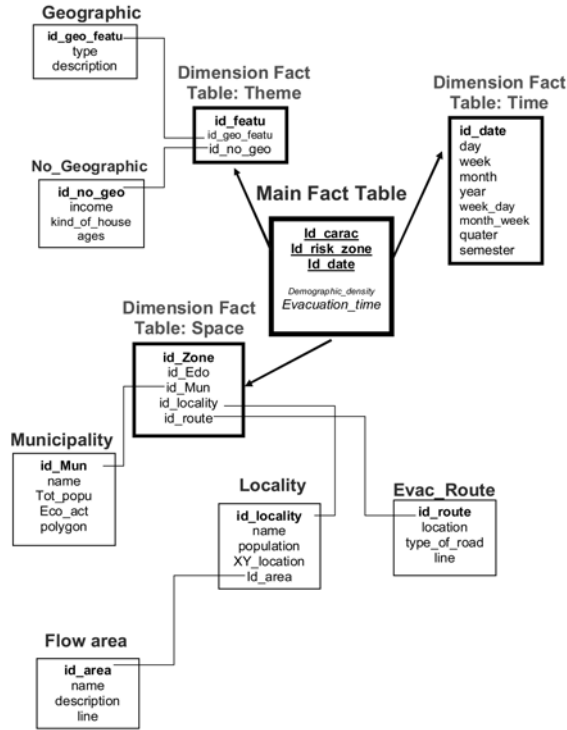 Geographic
id_geo_featu
type
description
Dimension Fact
Table: Theme
id_featu
id_geo_featu
id_no_geo
Dimension Fact
Table: Time
id_date
day
week
month
year
week_day
month_week
quater
semester
No_Geographic
id_no_geo
income
kind_of_house
ages
Main Fact Table
Id_carac
Id_risk_zone
Id_date
Demographic_density
Evacuation_time
Dimension Fact
Table: Space
id_Zone
id_Edo
id_Mun
id_locality
id_route
Municipality
id_Mun
name
Tot_popu
Eco_act
polygon
Locality
id_locality
name
population
XY_location
Id_area
Evac_Route
id_route
location
type_of_road
line
Flow area
id_area
name
description
line